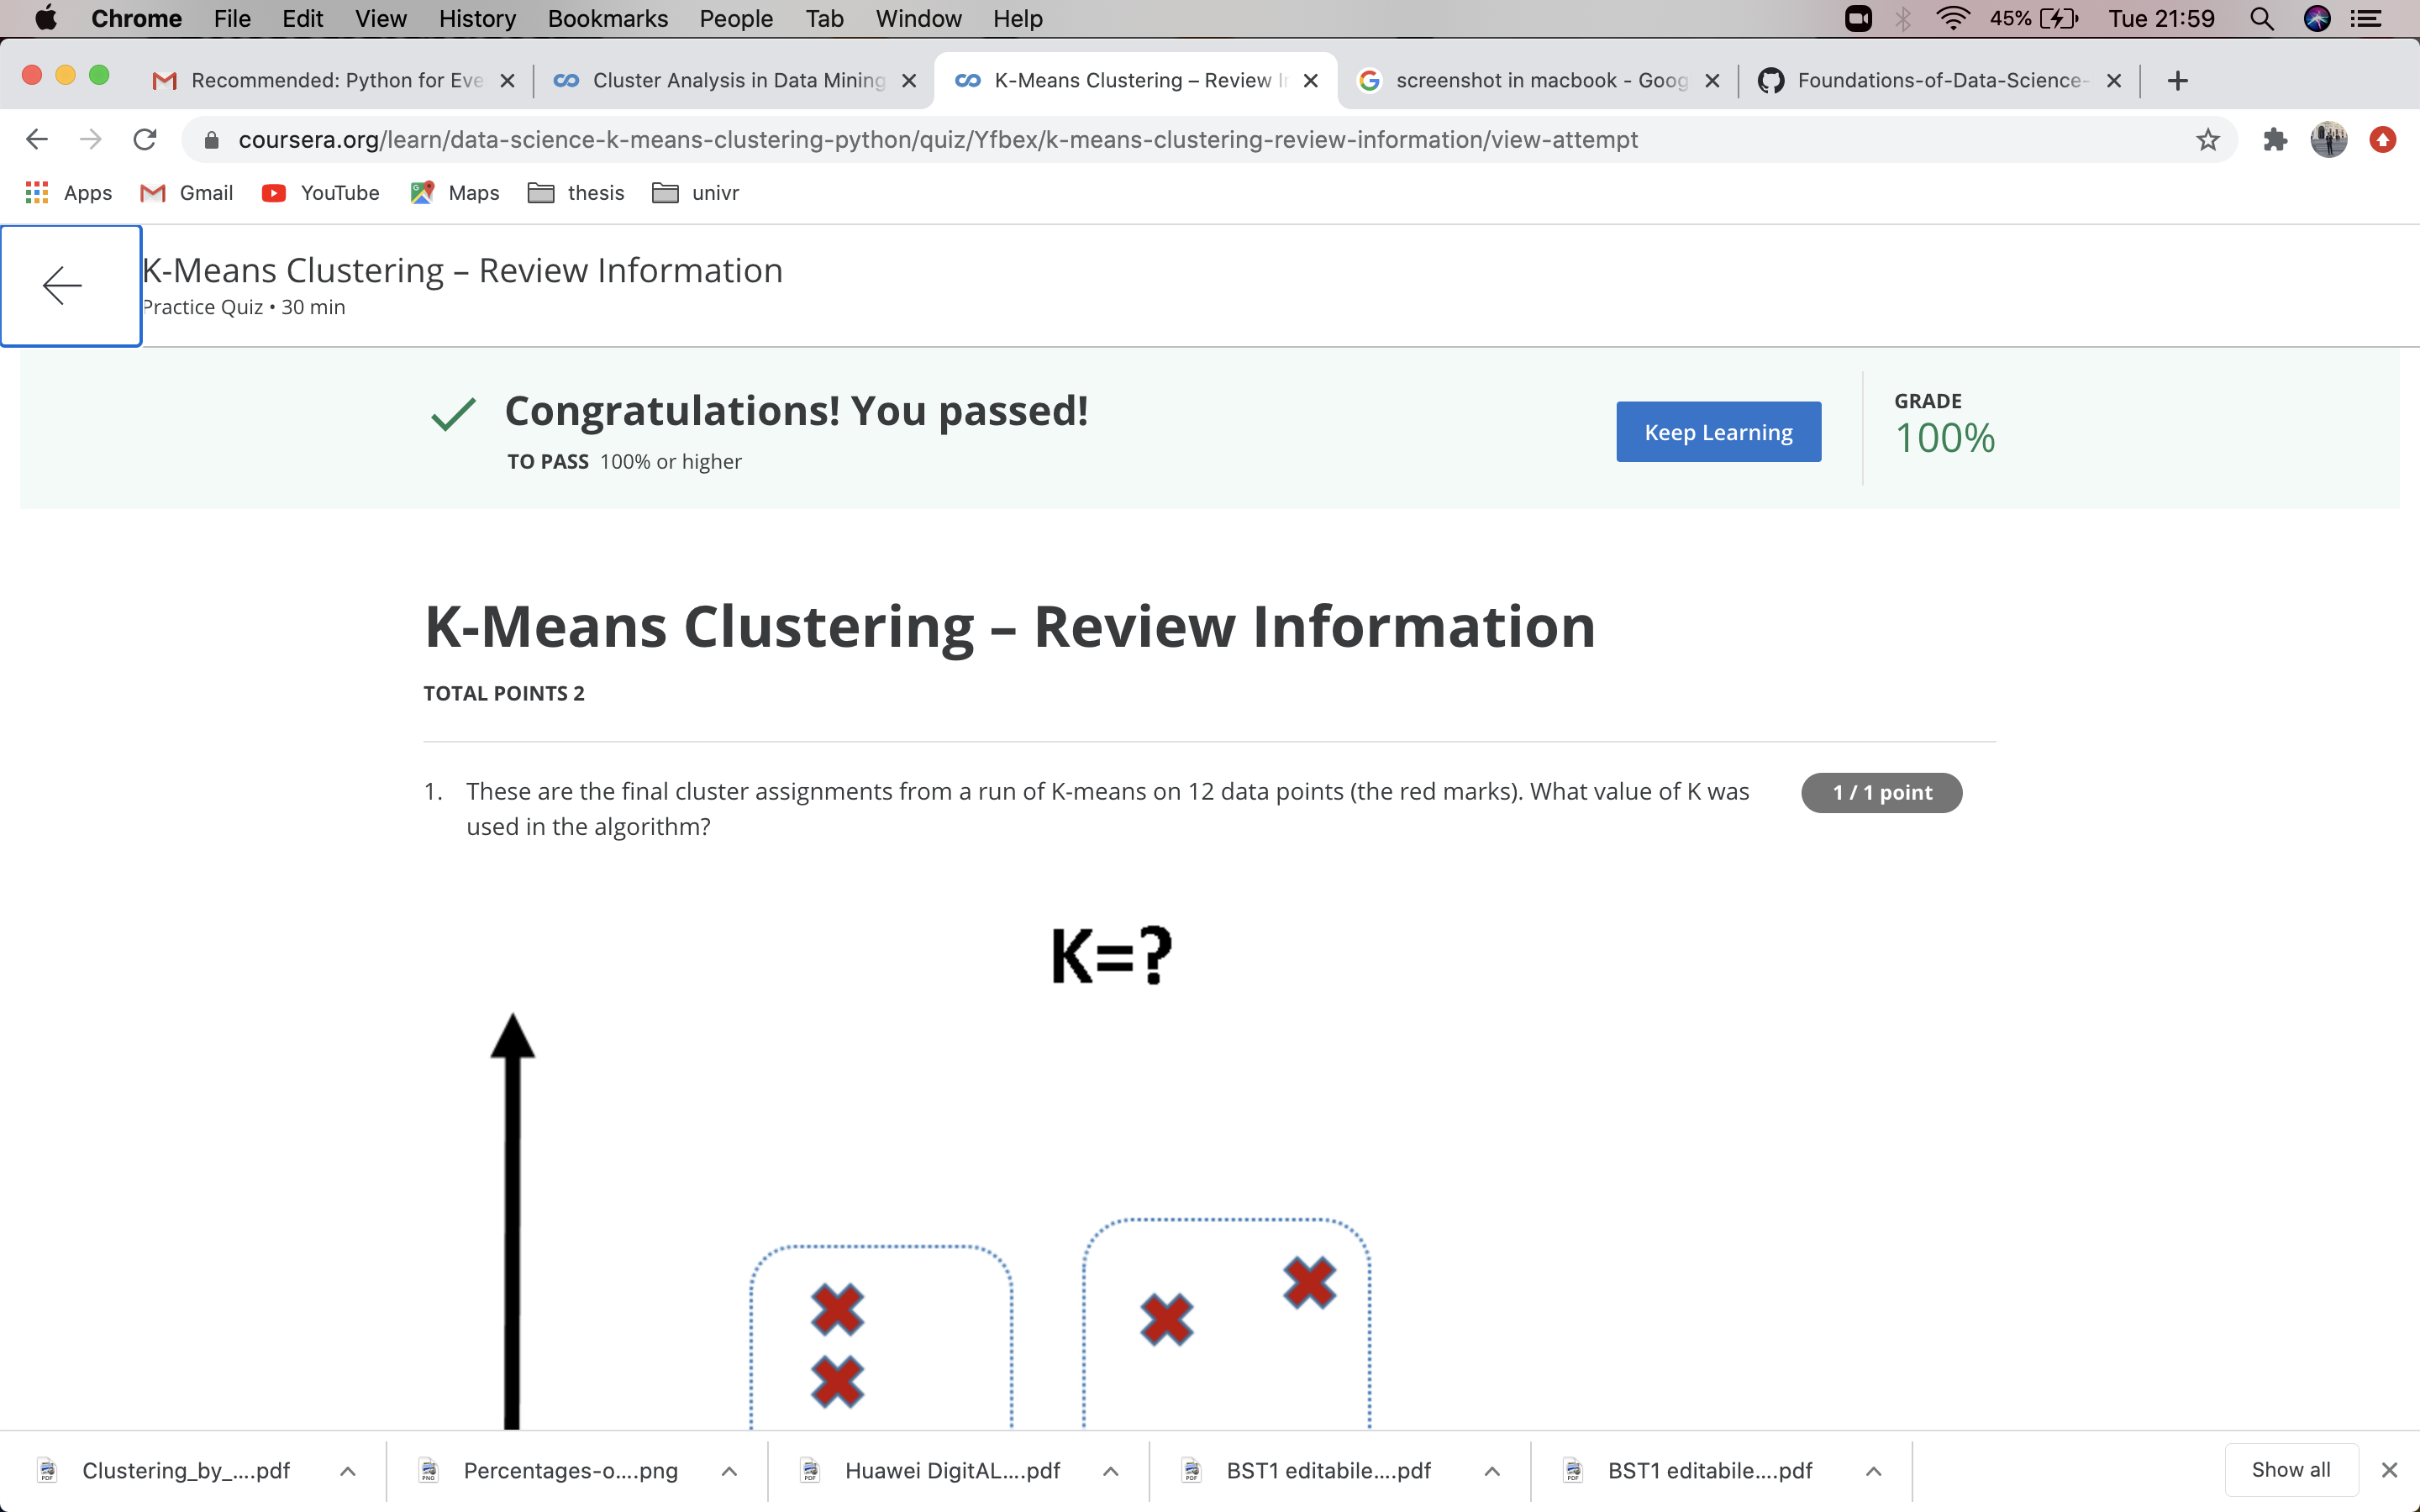 Chrome File Edit View History Bookmarks People Tab Window Help 45% Tue 21:59
Recommended: Python for Eve Cluster Analysis in Data Mining K-Means Clustering – Review In screenshot in macbook - Goog Foundations-of-Data-Science-
coursera.org/learn/data-science-k-means-clustering-python/quiz/Yfbex/k-means-clustering-review-information/view-attempt
Apps Gmail YouTube Maps thesis univr
K-Means Clustering – Review Information
Practice Quiz • 30 min
Congratulations! You passed!
TO PASS 100% or higher
Keep Learning
GRADE
100%
K-Means Clustering – Review Information
TOTAL POINTS 2
1. These are the final cluster assignments from a run of K-means on 12 data points (the red marks). What value of K was
used in the algorithm?
1 / 1 point
K=?
Clustering_by_....pdf Percentages-o....png Huawei DigitAL....pdf BST1 editabile....pdf BST1 editabile....pdf Show all